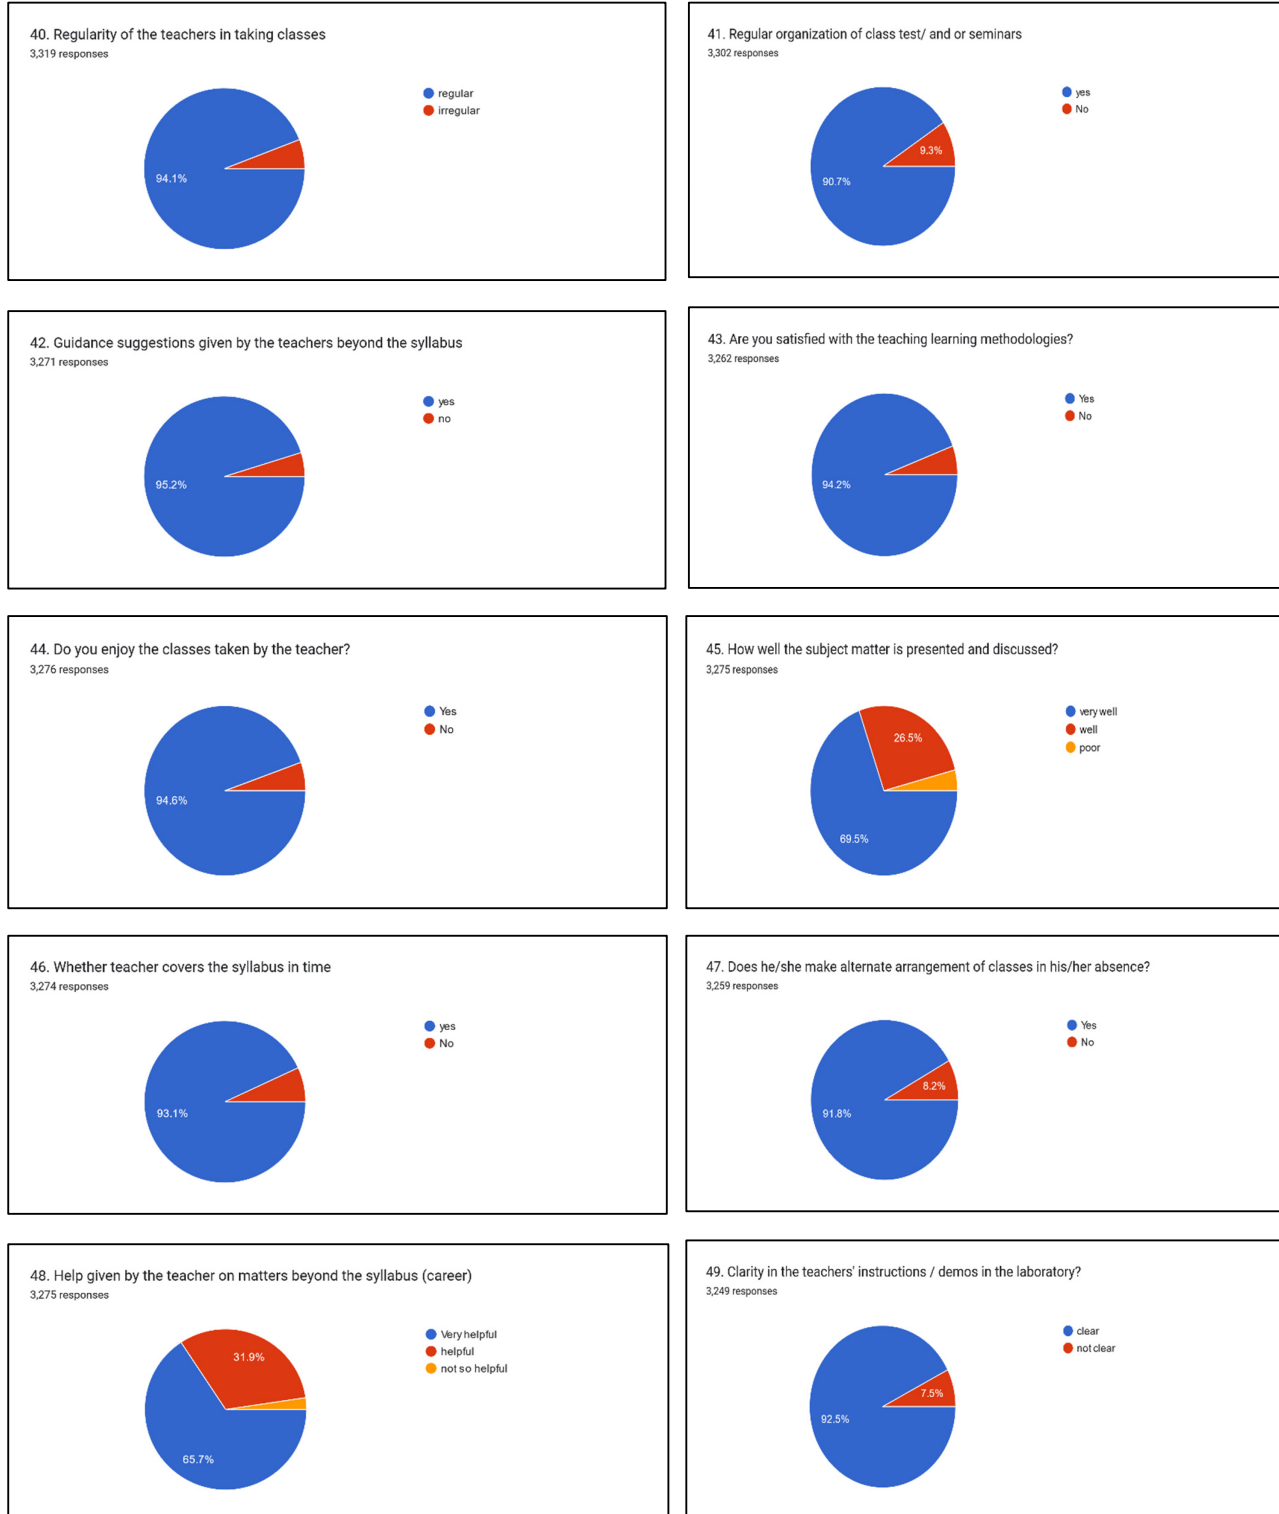 40. Regularity of the teachers in taking classes
3,319 responses
regular
irregular
94.1%
41. Regular organization of class test/ and or seminars
3,302 responses
yes
No
9.3%
90.7%
42. Guidance suggestions given by the teachers beyond the syllabus
3,271 responses
yes
no
95.2%
43. Are you satisfied with the teaching learning methodologies?
3,262 responses
Yes
No
94.2%
44. Do you enjoy the classes taken by the teacher?
3,276 responses
Yes
No
94.6%
45. How well the subject matter is presented and discussed?
3,275 responses
very well
well
poor
26.5%
69.5%
46. Whether teacher covers the syllabus in time
3,274 responses
yes
No
93.1%
47. Does he/she make alternate arrangement of classes in his/her absence?
3,259 responses
Yes
No
8.2%
91.8%
48. Help given by the teacher on matters beyond the syllabus (career)
3,275 responses
Very helpful
helpful
not so helpful
31.9%
65.7%
49. Clarity in the teachers' instructions / demos in the laboratory?
3,249 responses
clear
not clear
7.5%
92.5%